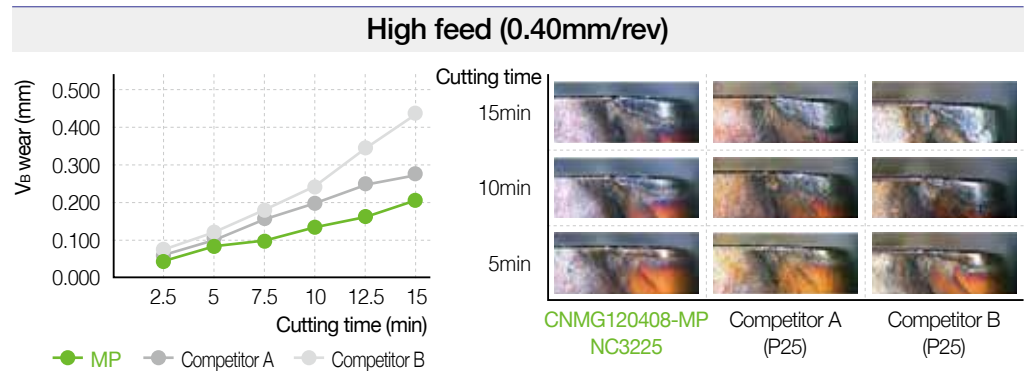 High feed (0.40mm/rev)
VB wear (mm)
0.500
0.400
0.300
0.200
0.100
0.000
2.5 5 7.5 10 12.5 15
Cutting time (min)
MP Competitor A Competitor B
Cutting time
15min
10min
5min
CNMG120408-MP
NC3225
Competitor A
(P25)
Competitor B
(P25)